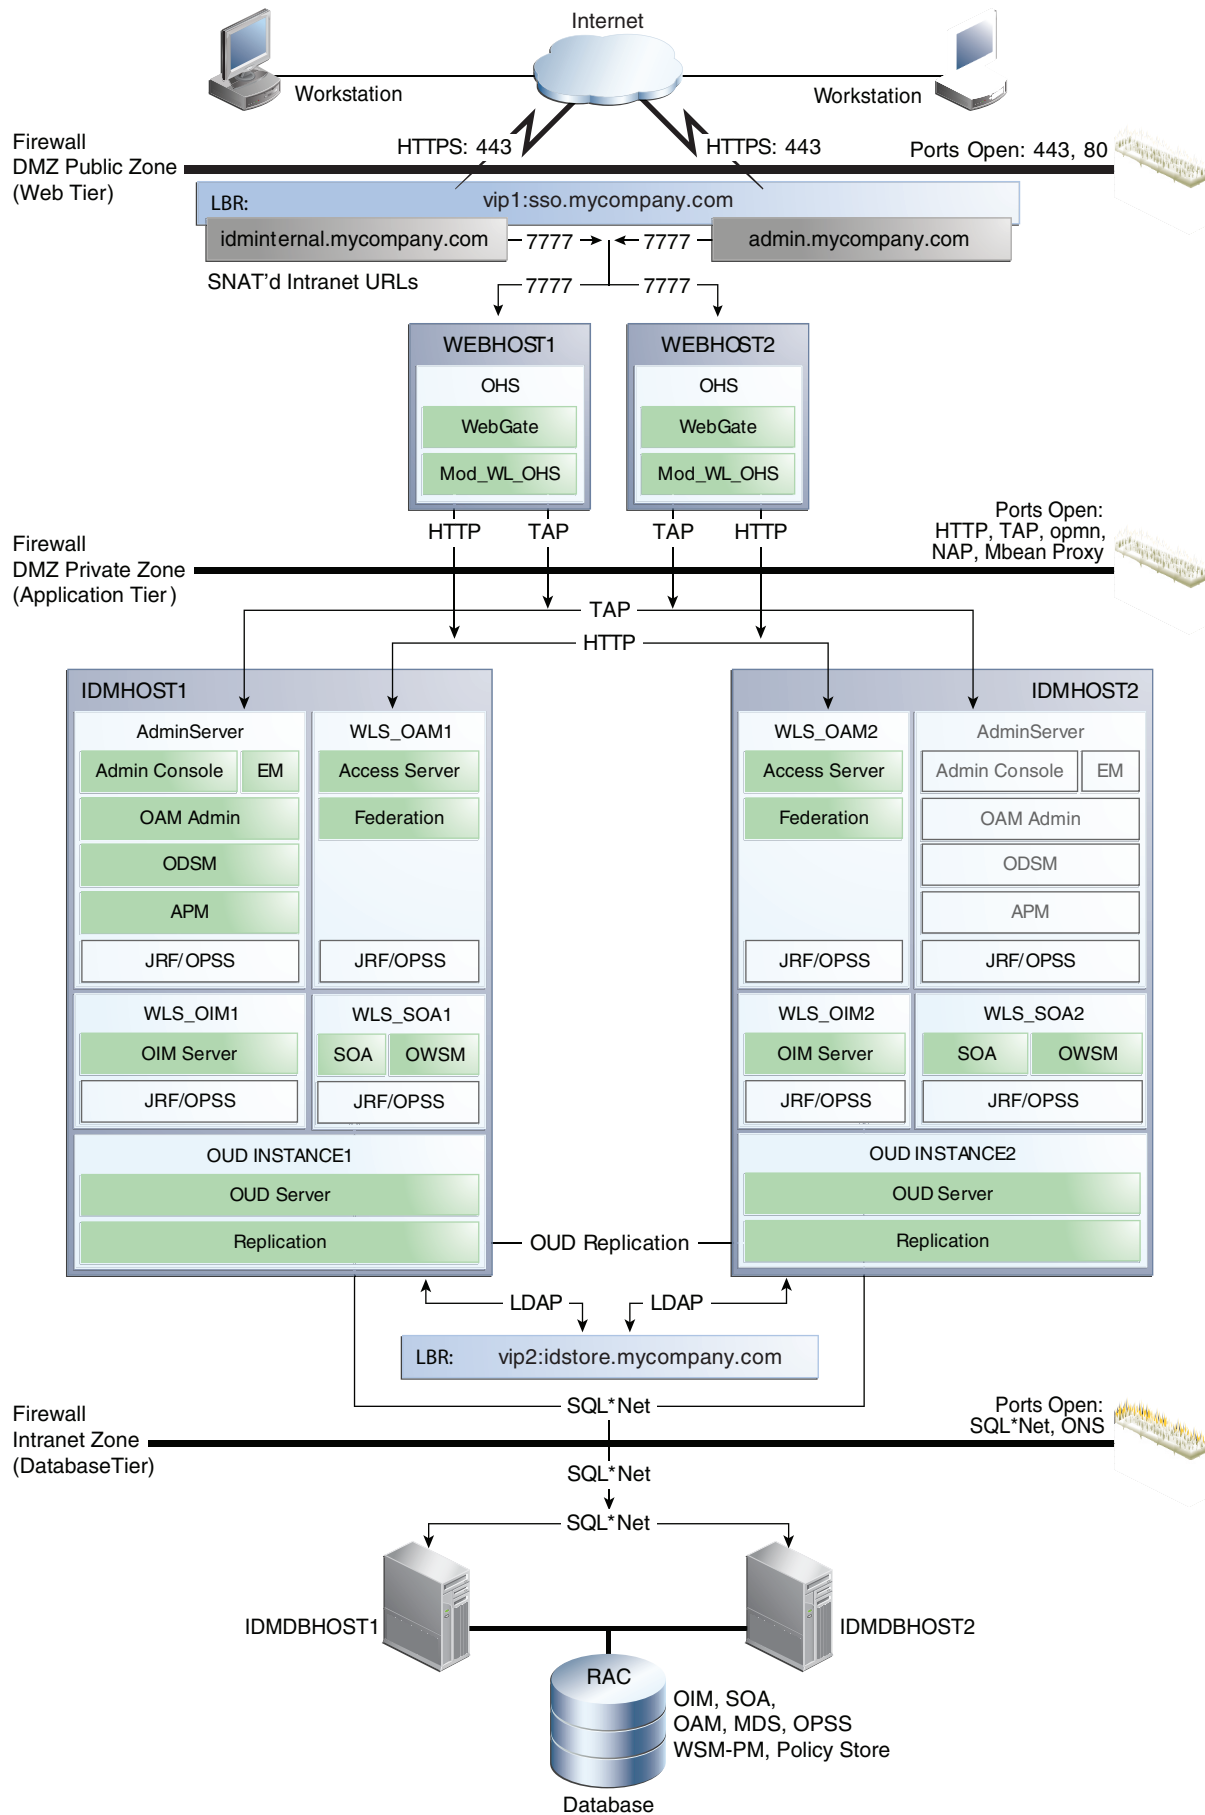 Internet
Workstation
Workstation
Firewall
DMZ Public Zone
(Web Tier)
HTTPS: 443
HTTPS: 443
Ports Open: 443, 80
LBR:
vip1:sso.mycompany.com
idminternal.mycompany.com
7777
7777
admin.mycompany.com
SNAT'd Intranet URLs
7777
7777
WEBHOST1
OHS
WebGate
Mod_WL_OHS
WEBHOST2
OHS
WebGate
Mod_WL_OHS
HTTP
TAP
TAP
HTTP
Ports Open:
HTTP, TAP, opmn,
NAP, Mbean Proxy
Firewall
DMZ Private Zone
(Application Tier)
TAP
HTTP
IDMHOST1
AdminServer
Admin Console
EM
OAM Admin
ODSM
APM
JRF/OPSS
WLS_OAM1
Access Server
Federation
JRF/OPSS
WLS_OIM1
OIM Server
JRF/OPSS
WLS_SOA1
SOA
OWSM
JRF/OPSS
OUD INSTANCE1
OUD Server
Replication
IDMHOST2
WLS_OAM2
Access Server
Federation
JRF/OPSS
AdminServer
Admin Console
EM
OAM Admin
ODSM
APM
JRF/OPSS
WLS_OIM2
OIM Server
JRF/OPSS
WLS_SOA2
SOA
OWSM
JRF/OPSS
OUD INSTANCE2
OUD Server
Replication
OUD Replication
LDAP
LDAP
LBR:
vip2:idstore.mycompany.com
SQL*Net
Firewall
Intranet Zone
(DatabaseTier)
Ports Open:
SQL*Net, ONS
SQL*Net
SQL*Net
IDMDBHOST1
IDMDBHOST2
RAC
OIM, SOA,
OAM, MDS, OPSS
WSM-PM, Policy Store
Database